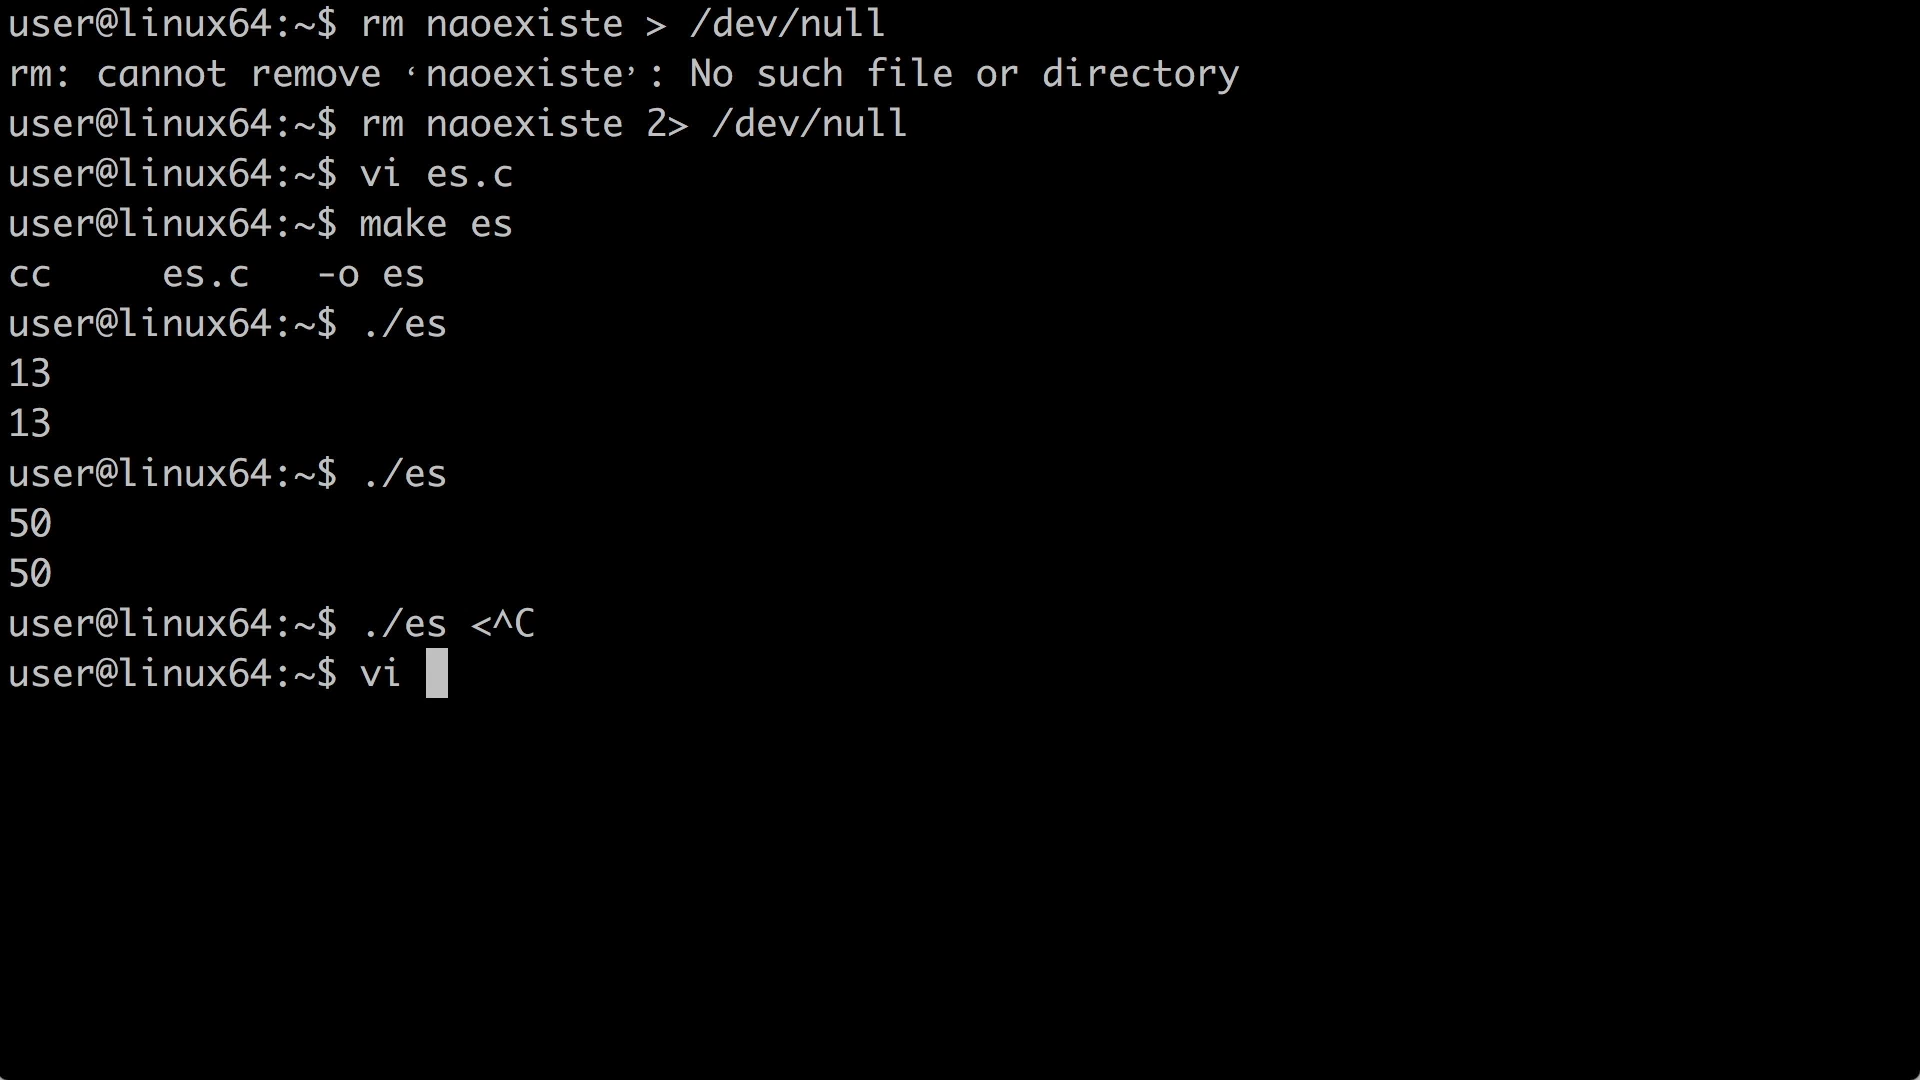 user@linux64:~$ rm naoexiste > /dev/null
rm: cannot remove ‘naoexiste’: No such file or directory
user@linux64:~$ rm naoexiste 2> /dev/null
user@linux64:~$ vi es.c
user@linux64:~$ make es
cc     es.c   -o es
user@linux64:~$ ./es
13
13
user@linux64:~$ ./es
50
50
user@linux64:~$ ./es <^C
user@linux64:~$ vi